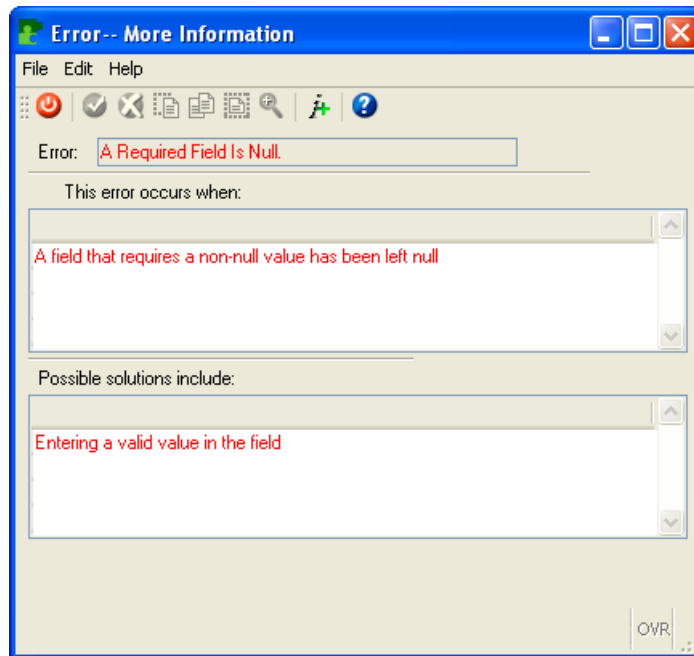 Error-- More Information
File Edit Help
Error: A Required Field Is Null.
This error occurs when:
A field that requires a non-null value has been left null
Possible solutions include:
Entering a valid value in the field
OVR